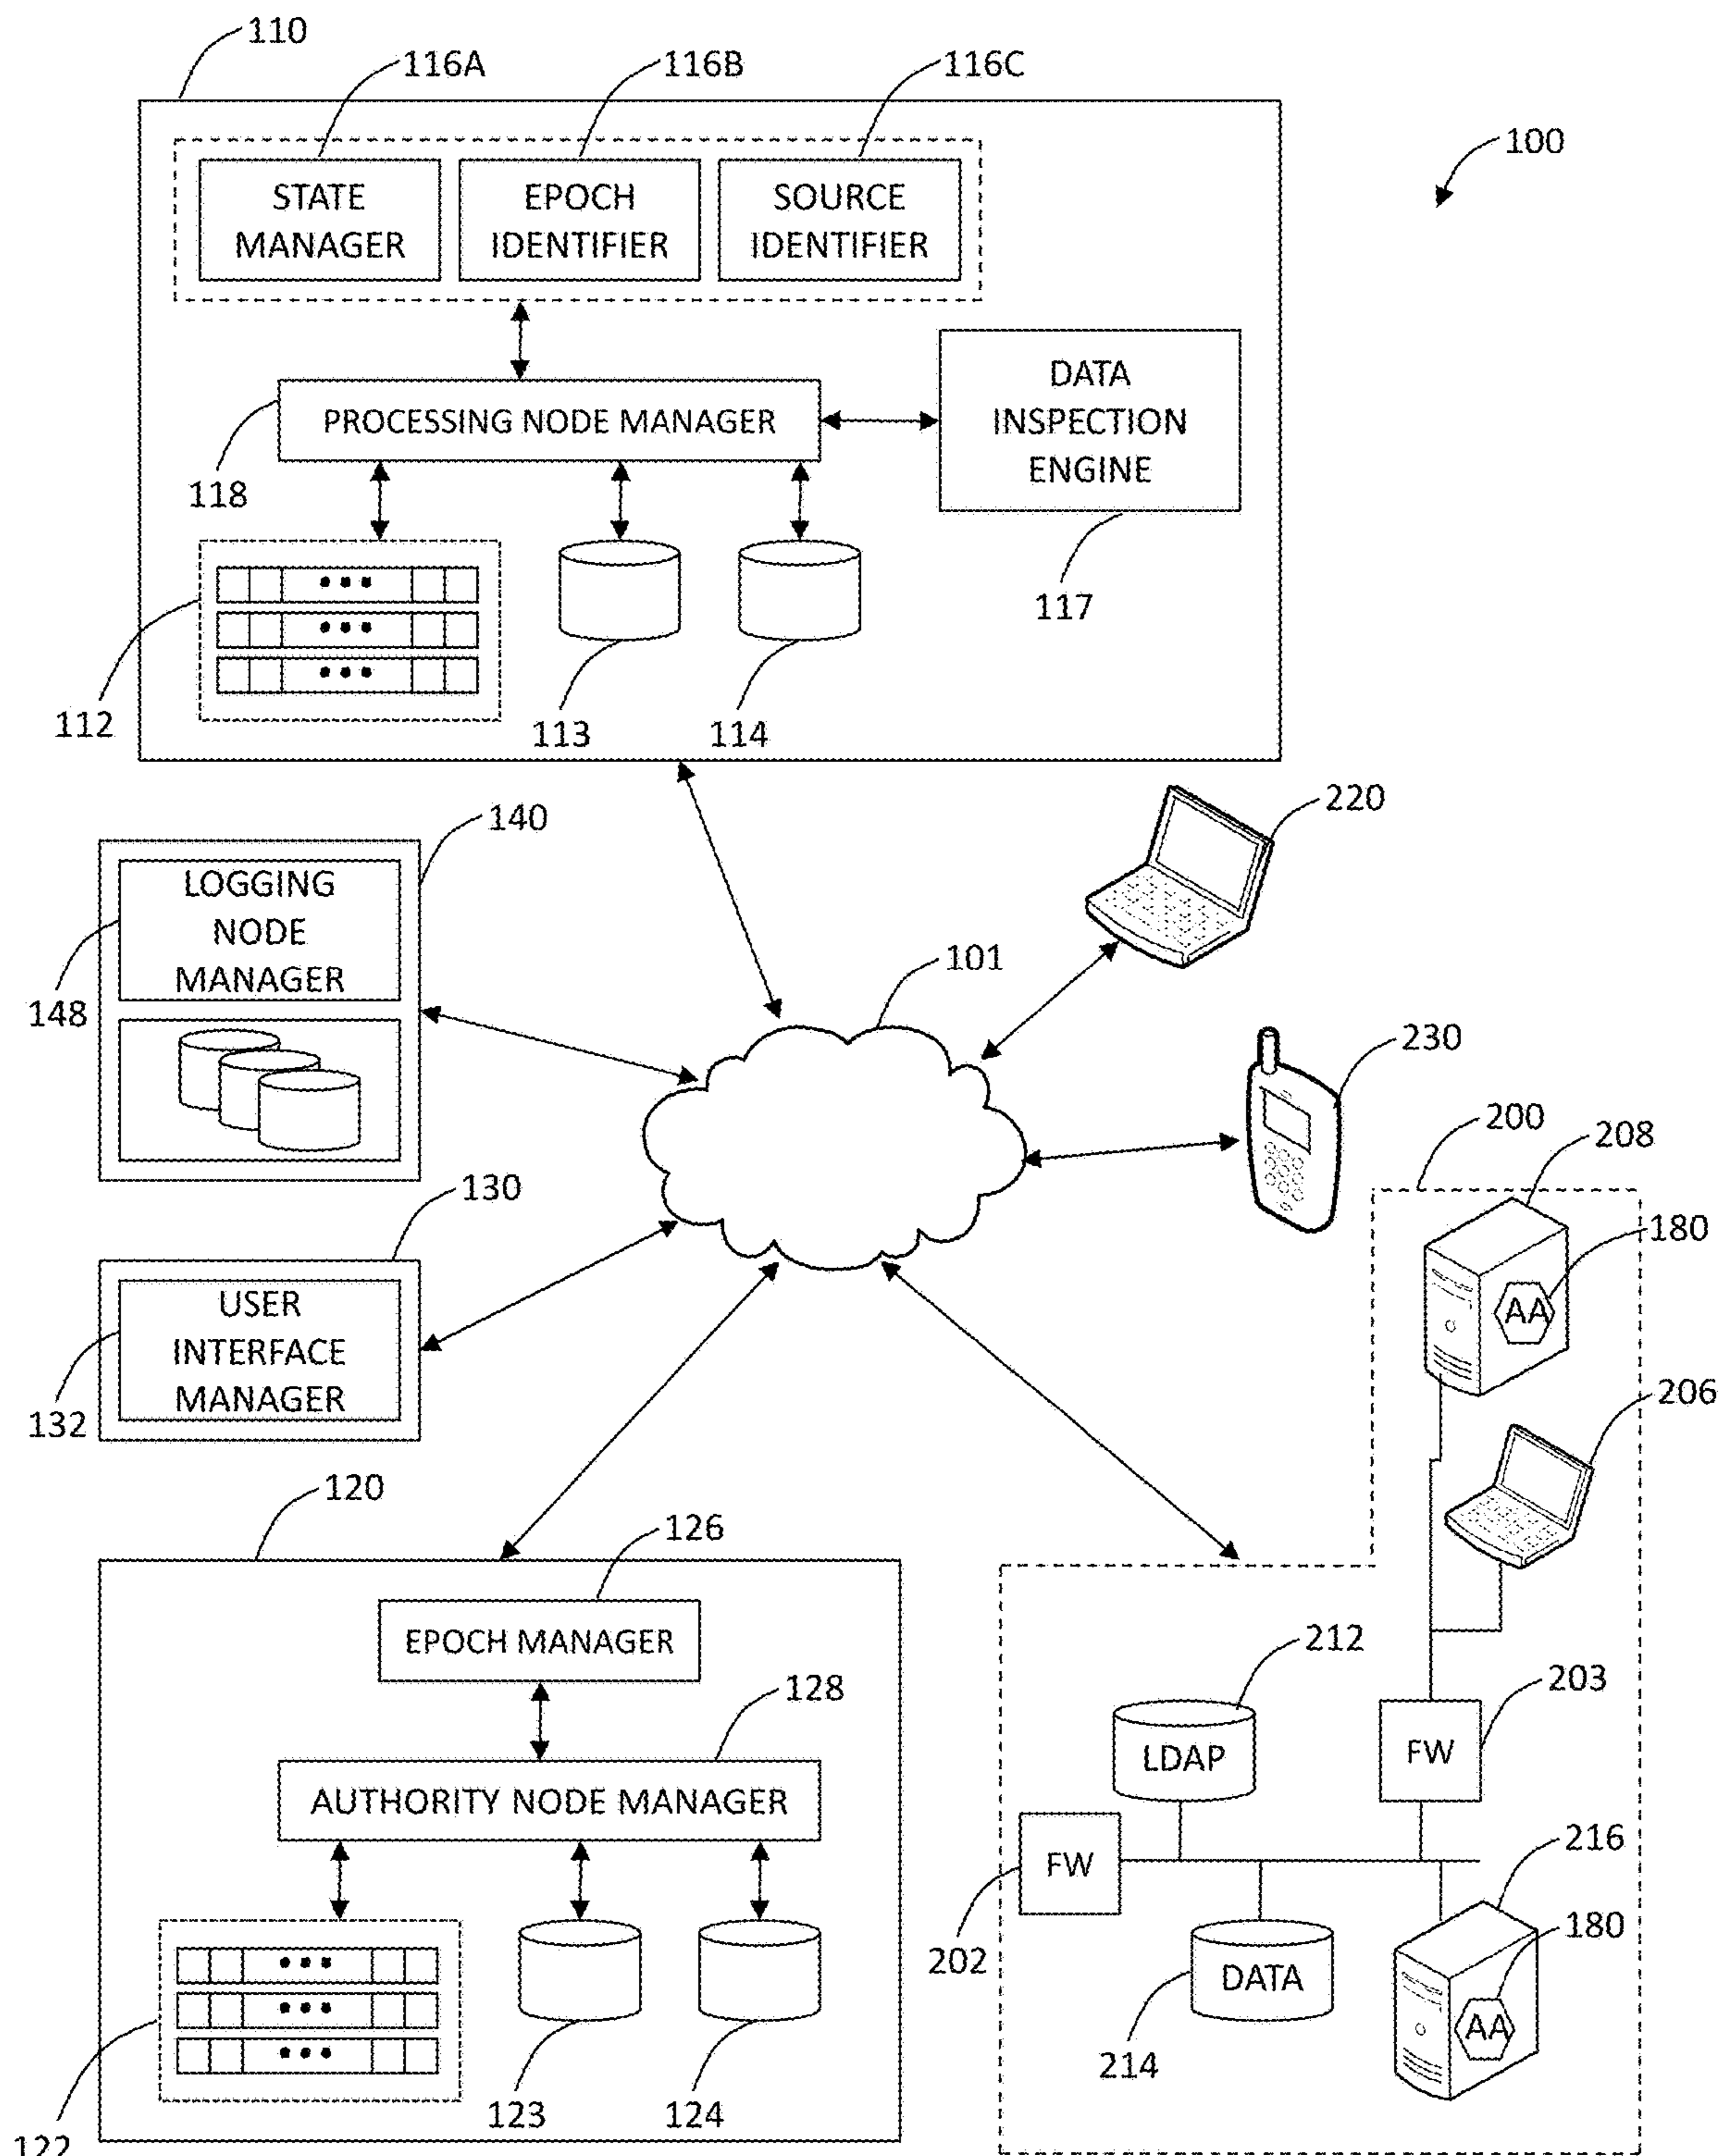 110
116A
116B
116C
100
STATE
MANAGER
EPOCH
IDENTIFIER
SOURCE
IDENTIFIER
PROCESSING NODE MANAGER
118
DATA
INSPECTION
ENGINE
117
112
113
114
220
140
LOGGING
NODE
MANAGER
148
101
230
200
208
180
130
USER
INTERFACE
MANAGER
132
206
120
126
EPOCH MANAGER
128
AUTHORITY NODE MANAGER
122
123
124
212
LDAP
203
FW
FW
202
216
180
DATA
214
AA
AA